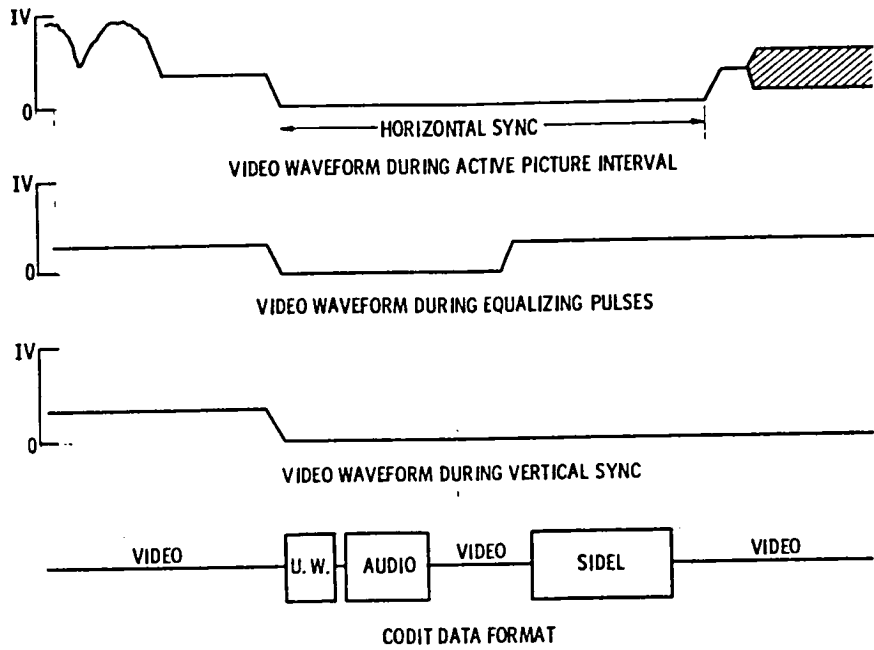 IV
0
HORIZONTAL SYNC
VIDEO WAVEFORM DURING ACTIVE PICTURE INTERVAL
IV
0
VIDEO WAVEFORM DURING EQUALIZING PULSES
IV
0
VIDEO WAVEFORM DURING VERTICAL SYNC
VIDEO
U. W.
AUDIO
VIDEO
SIDEL
VIDEO
CODIT DATA FORMAT